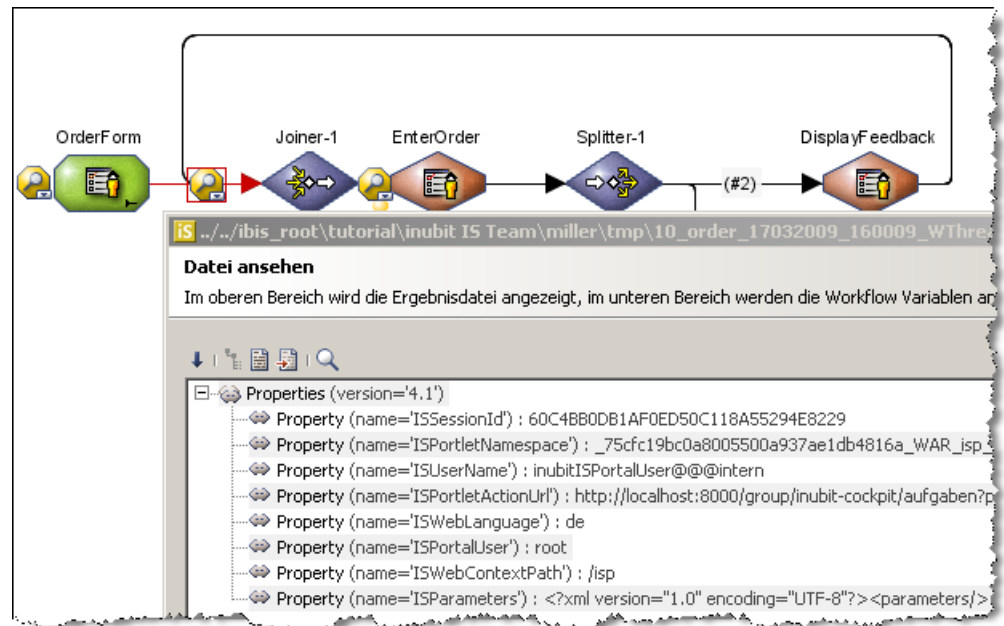 OrderForm Joiner-1 EnterOrder Splitter-1 DisplayFeedback
(#2)
iS ../../ibis_root\tutorial\inubit IS Team\miller\tmp\10_order_17032009_160009_WThre
Datei ansehen
Im oberen Bereich wird die Ergebnisdatei angezeigt, im unteren Bereich werden die Workflow Variablen an
Properties (version='4.1')
Property (name='ISSessionId') : 60C4BB0DB1AF0ED50C118A55294E8229
Property (name='ISPortletNamespace') : _75cfc19bc0a8005500a937ae1db4816a_WAR_isp_
Property (name='ISUserName') : inubitISPortalUser@@@intern
Property (name='ISPortletActionUrl') : http://localhost:8000/group/inubit-cockpit/aufgaben?p
Property (name='ISWebLanguage') : de
Property (name='ISPortalUser') : root
Property (name='ISWebContextPath') : /isp
Property (name='ISParameters') : <?xml version="1.0" encoding="UTF-8"?><parameters/>